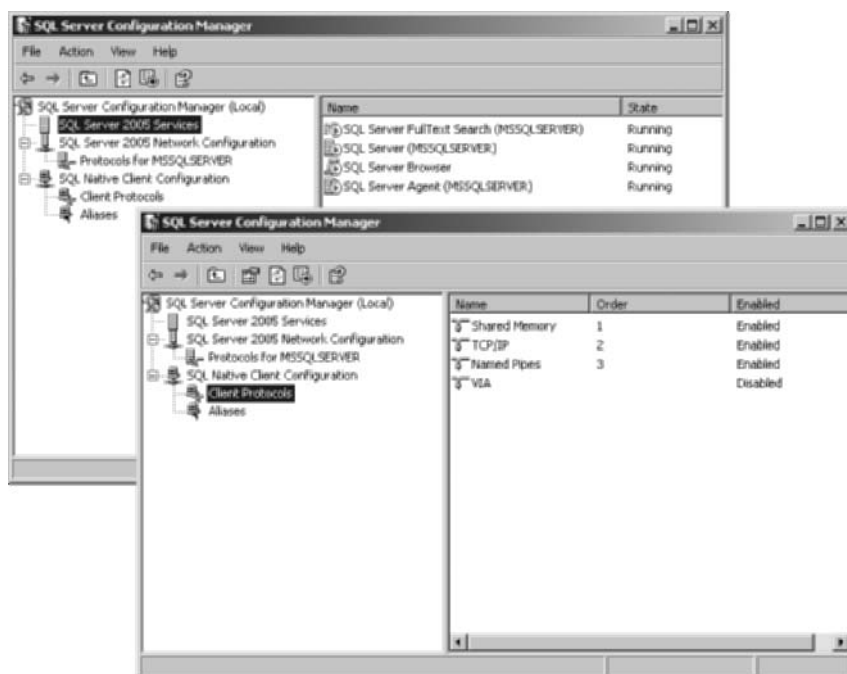 SQL Server Configuration Manager
File Action View Help
SQL Server Configuration Manager (Local)
SQL Server 2005 Services
SQL Server 2005 Network Configuration
Protocols for MSSQLSERVER
SQL Native Client Configuration
Client Protocols
Aliases
Name State
SQL Server FullText Search (MSSQLSERVER) Running
SQL Server (MSSQLSERVER) Running
SQL Server Browser Running
SQL Server Agent (MSSQLSERVER) Running
SQL Server Configuration Manager
File Action View Help
SQL Server Configuration Manager (Local)
SQL Server 2005 Services
SQL Server 2005 Network Configuration
Protocols for MSSQLSERVER
SQL Native Client Configuration
Client Protocols
Aliases
Name Order Enabled
Shared Memory 1 Enabled
TCP/IP 2 Enabled
Named Pipes 3 Enabled
VIA Disabled